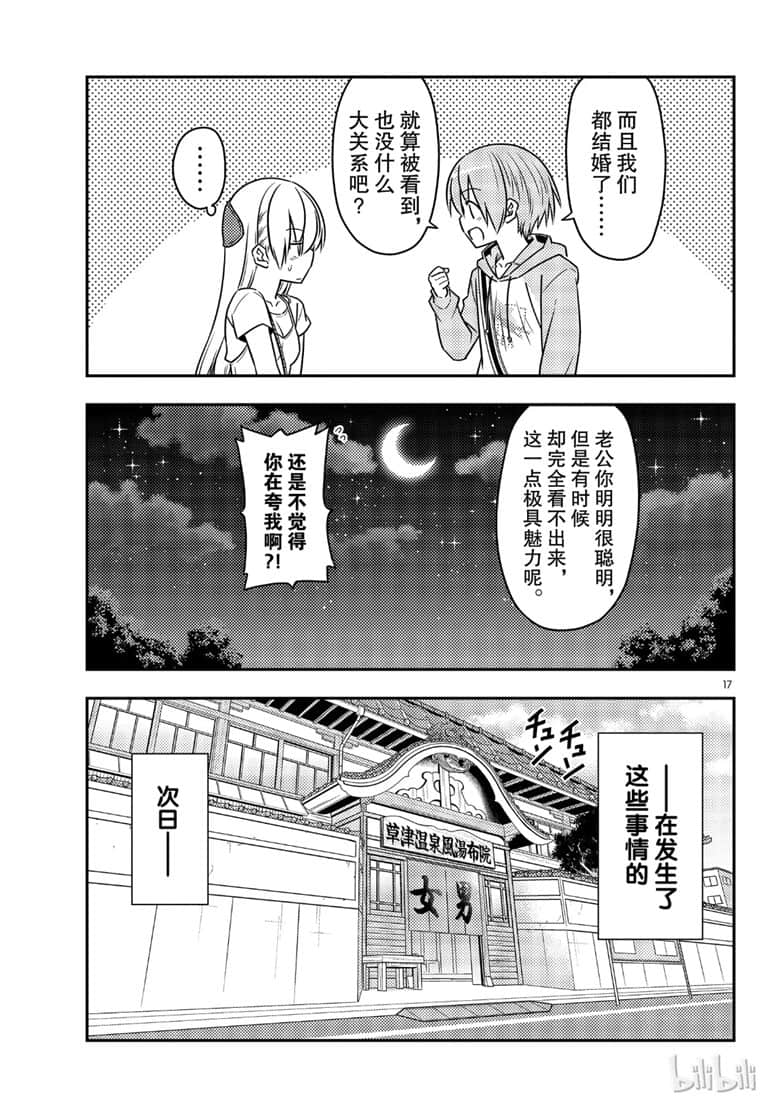 而且我们
都结婚了……
就算被看到，
也没什么
大关系吧？
……
老公你明明很聪明，
但是有时候
却完全看不出来，
这一点极具魅力呢。
还是不觉得
你在夸我啊？！
17
——在发生了
这些事情的
チュン
チュン
次日——
草津温泉風湯布院
女 男
bilibili